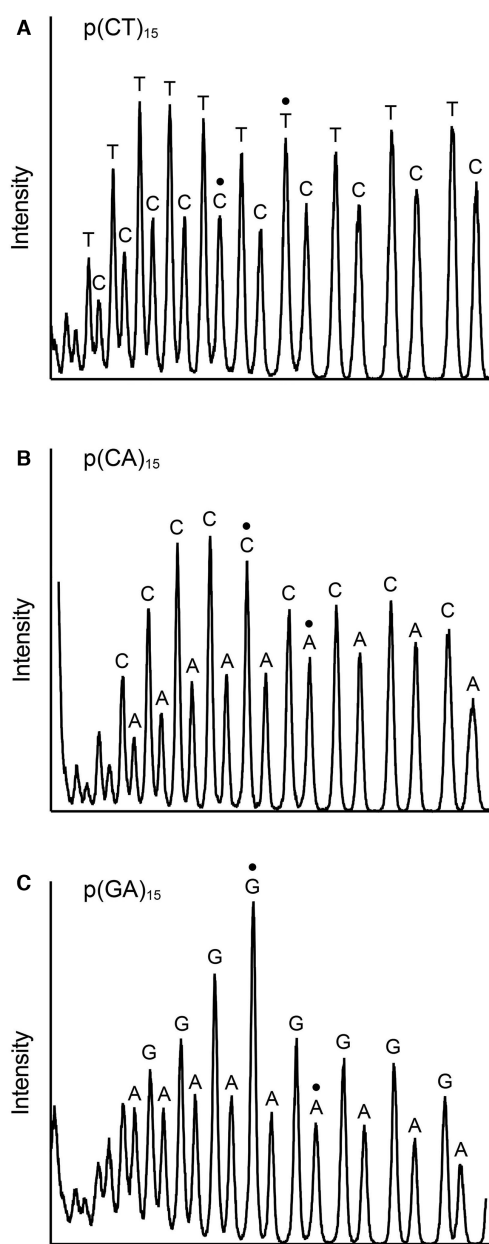 A p(CT)₁₅
Intensity
T T T T T T T T T T
C C C C C C C C C C
B p(CA)₁₅
Intensity
C C C C C C C C C
A A A A A A A A A
C p(GA)₁₅
Intensity
G G G G G G G G
A A A A A A A A A